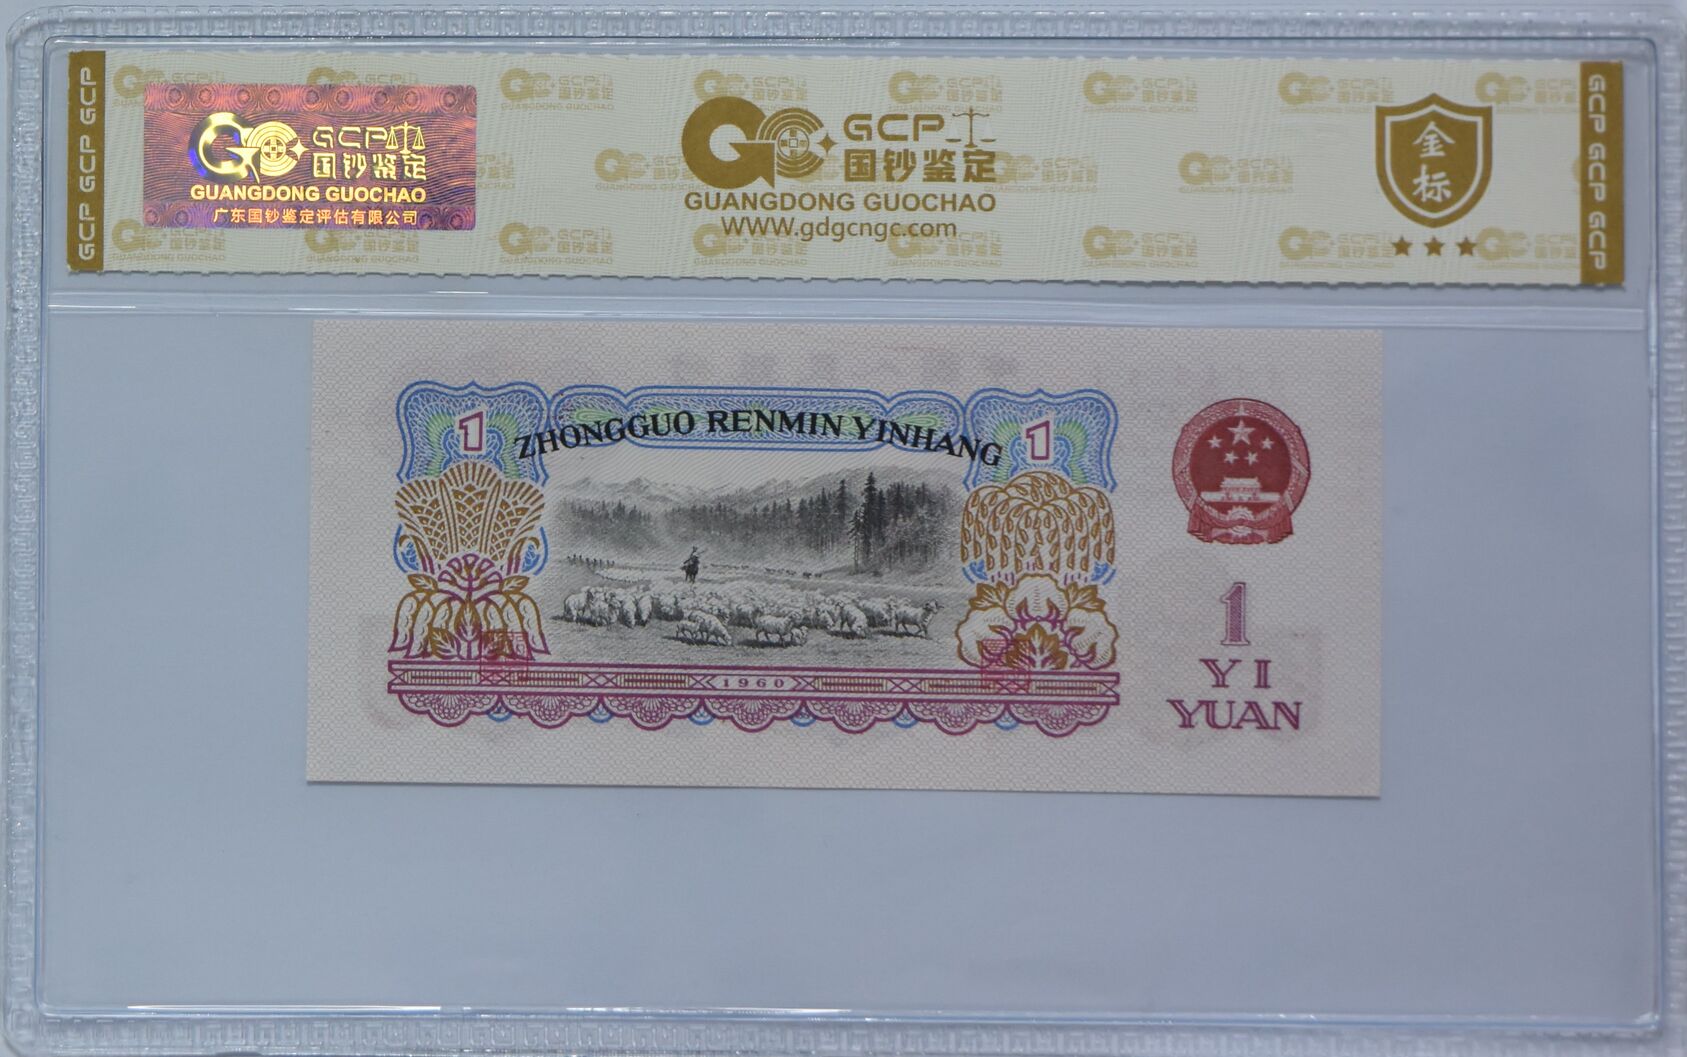 GCP GCP GCP
GCP
国钞鉴定
GUANGDONG GUOCHAO
广东国钞鉴定评估有限公司
GCP
国钞鉴定
GUANGDONG GUOCHAO
WWW.gdgcngc.com
金标
GCP GCP GCP
1
ZHONGGUO RENMIN YINHANG
1
1960
1
YI
YUAN